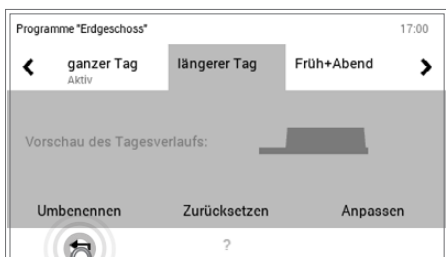 Programme "Erdgeschoss" 17:00
ganzer Tag längerer Tag Früh+Abend
Aktiv
Vorschau des Tagesverlaufs:
Umbenennen Zurücksetzen Anpassen
?